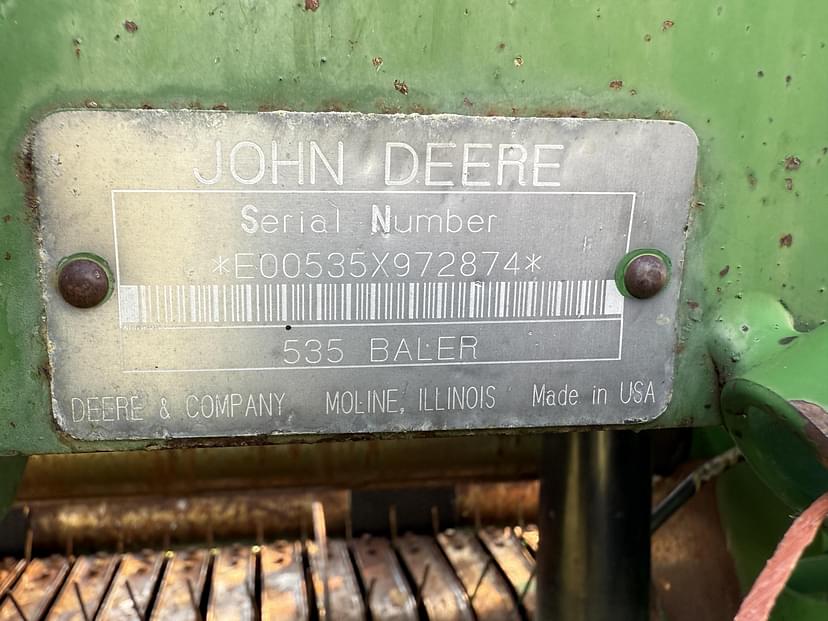 JOHN DEERE
Serial Number
*E00535X972874*
535 BALER
DEERE & COMPANY MOLINE, ILLINOIS Made in USA